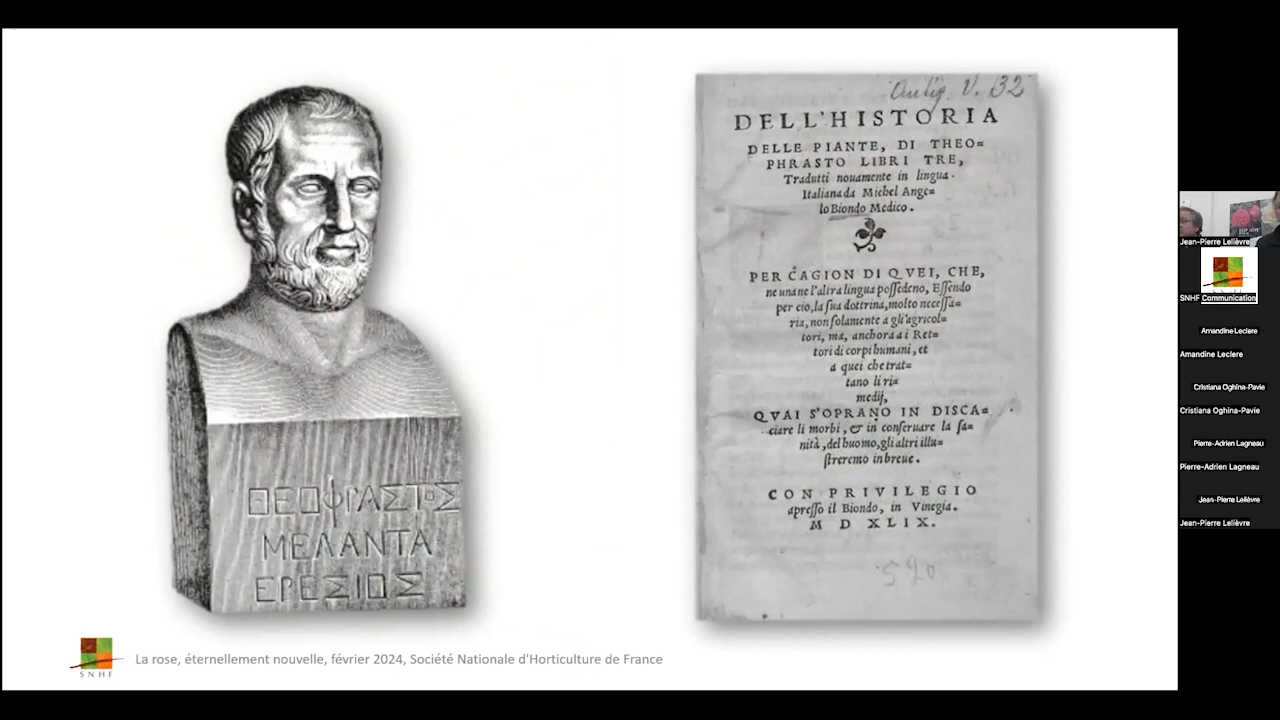 ΘΕΟΦΡΑΣΤΟΣ
ΜΕΛΑΝΤΑ
ΕΡΕΣΙΟΣ
Antiq. V. 32
DELL'HISTORIA
DELLE PIANTE, DI THEO=
PHRASTO LIBRI TRE,
Tradutti nouamente in lingua
Italiana da Michel Ange=
lo Biondo Medico.
PER CAGION DI QVEI, CHE,
ne una ne l'altra lingua possedeno, Essendo
per cio, la sua dottrina, molto necessa=
ria, non solamente a gli agricol=
tori, ma, anchora a i Ret=
tori di corpi humani, et
a quei che trat=
tano li ri=
medij,
QVAI S'OPRANO IN DISCA=
ciare li morbi, & in conseruare la sa=
nità, del huomo, gli altri illu=
streremo in breue.
CON PRIVILEGIO
apresso il Biondo, in Vinegia.
M D XLIX.
520
SNHF
La rose, éternellement nouvelle, février 2024, Société Nationale d'Horticulture de France
Jean-Pierre Lelièvre
SNHF Communication
Amandine Leclere
Amandine Leclere
Cristiana Oghina-Pavie
Cristiana Oghina-Pavie
Pierre-Adrien Lagneau
Pierre-Adrien Lagneau
Jean-Pierre Lelièvre
Jean-Pierre Lelièvre